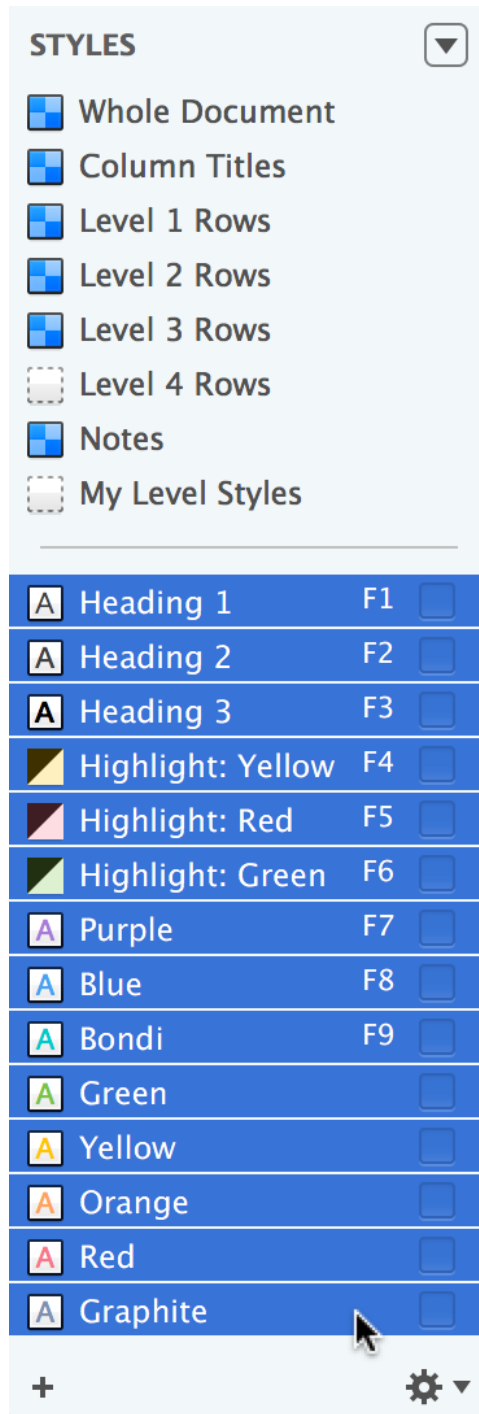 STYLES
Whole Document
Column Titles
Level 1 Rows
Level 2 Rows
Level 3 Rows
Level 4 Rows
Notes
My Level Styles
A Heading 1 F1
A Heading 2 F2
A Heading 3 F3
Highlight: Yellow F4
Highlight: Red F5
Highlight: Green F6
A Purple F7
A Blue F8
A Bondi F9
A Green
A Yellow
A Orange
A Red
A Graphite
+